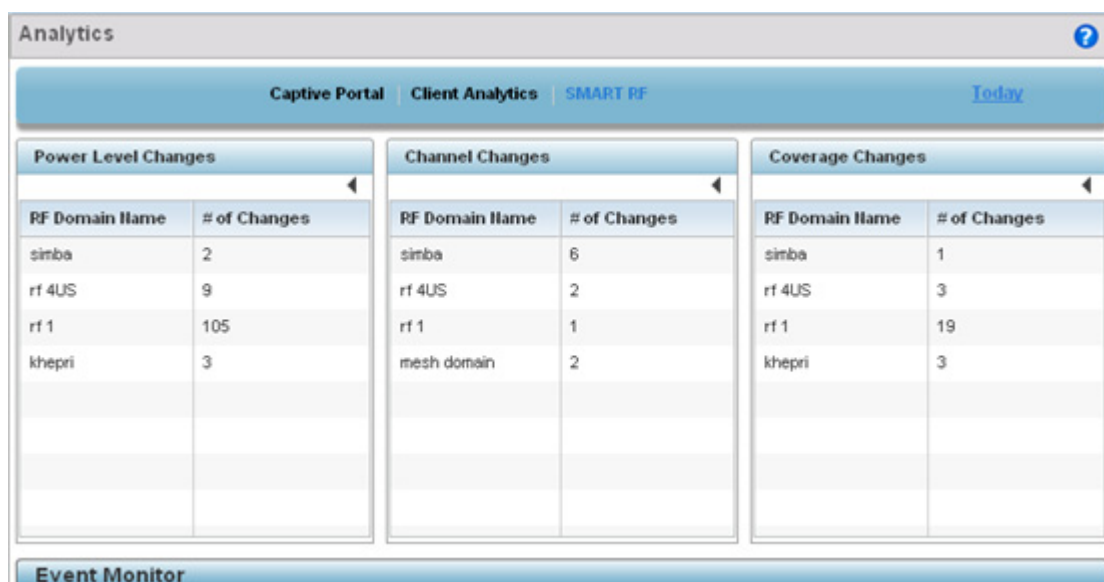 Analytics
?
Captive Portal | Client Analytics | SMART RF Today
Power Level Changes
RF Domain Name # of Changes
simba 2
rf 4US 9
rf 1 105
khepri 3
Channel Changes
RF Domain Name # of Changes
simba 6
rf 4US 2
rf 1 1
mesh domain 2
Coverage Changes
RF Domain Name # of Changes
simba 1
rf 4US 3
rf 1 19
khepri 3
Event Monitor